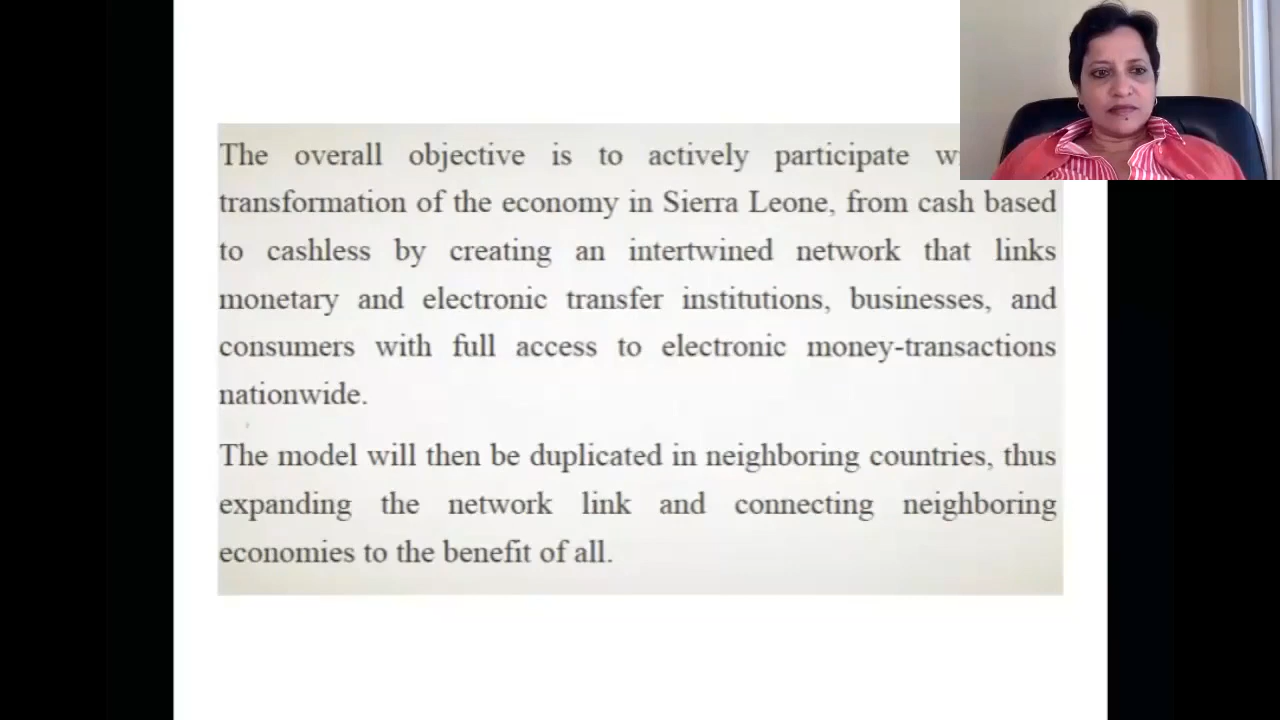 The overall objective is to actively participate
transformation of the economy in Sierra Leone, from cash based
to cashless by creating an intertwined network that links
monetary and electronic transfer institutions, businesses, and
consumers with full access to electronic money-transactions
nationwide.
The model will then be duplicated in neighboring countries, thus
expanding the network link and connecting neighboring
economies to the benefit of all.